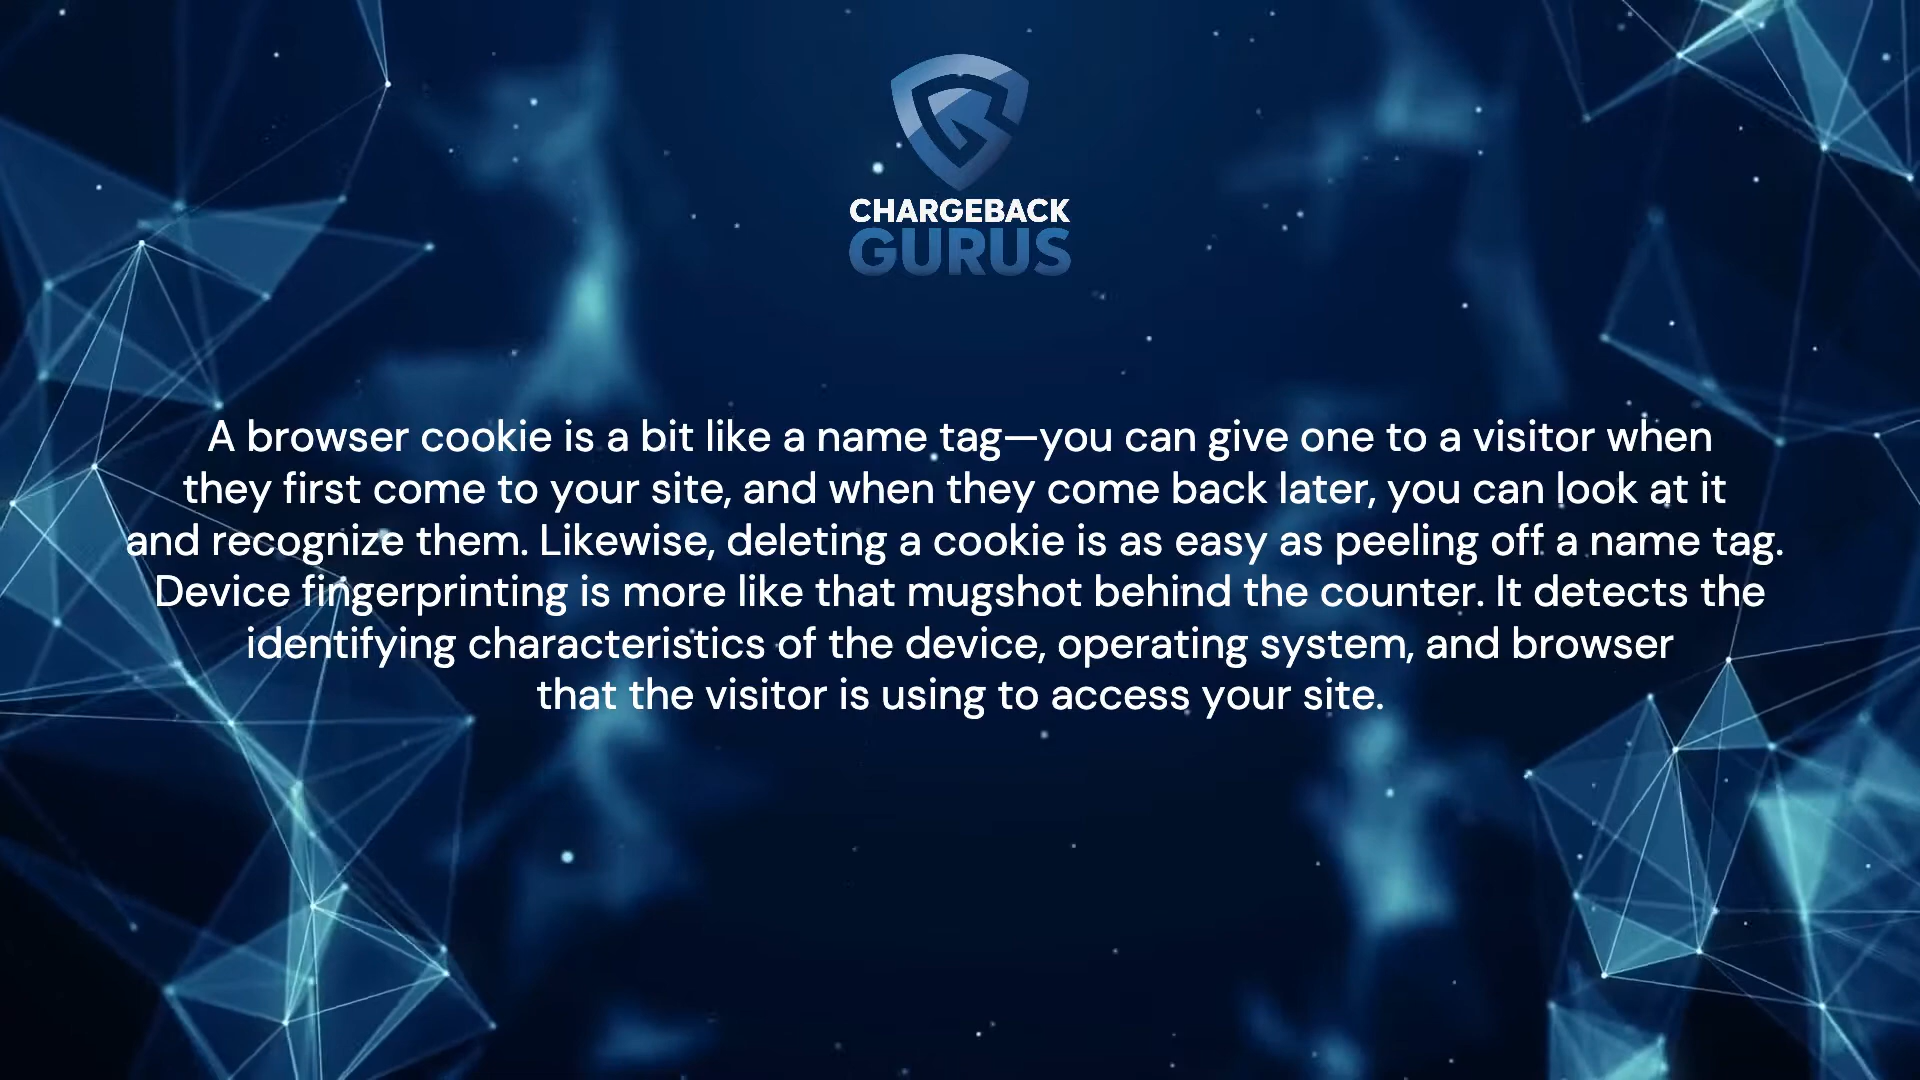 CHARGEBACK
GURUS
A browser cookie is a bit like a name tag—you can give one to a visitor when
they first come to your site, and when they come back later, you can look at it
and recognize them. Likewise, deleting a cookie is as easy as peeling off a name tag.
Device fingerprinting is more like that mugshot behind the counter. It detects the
identifying characteristics of the device, operating system, and browser
that the visitor is using to access your site.